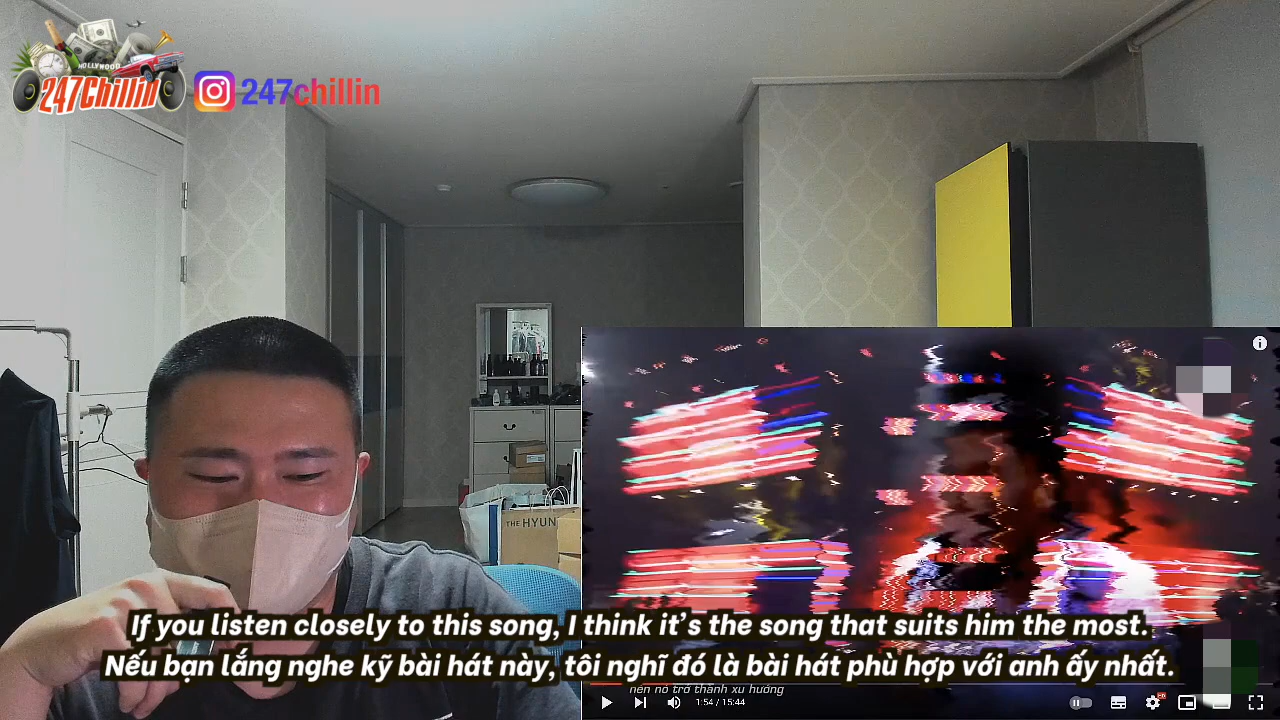 HOLLYWOOD
247Chillin
247chillin
THE HYUN
If you listen closely to this song, I think it's the song that suits him the most.
Nếu bạn lắng nghe kỹ bài hát này, tôi nghĩ đó là bài hát phù hợp với anh ấy nhất.
nên nó trở thành xu hướng
1:54 / 15:44
HD